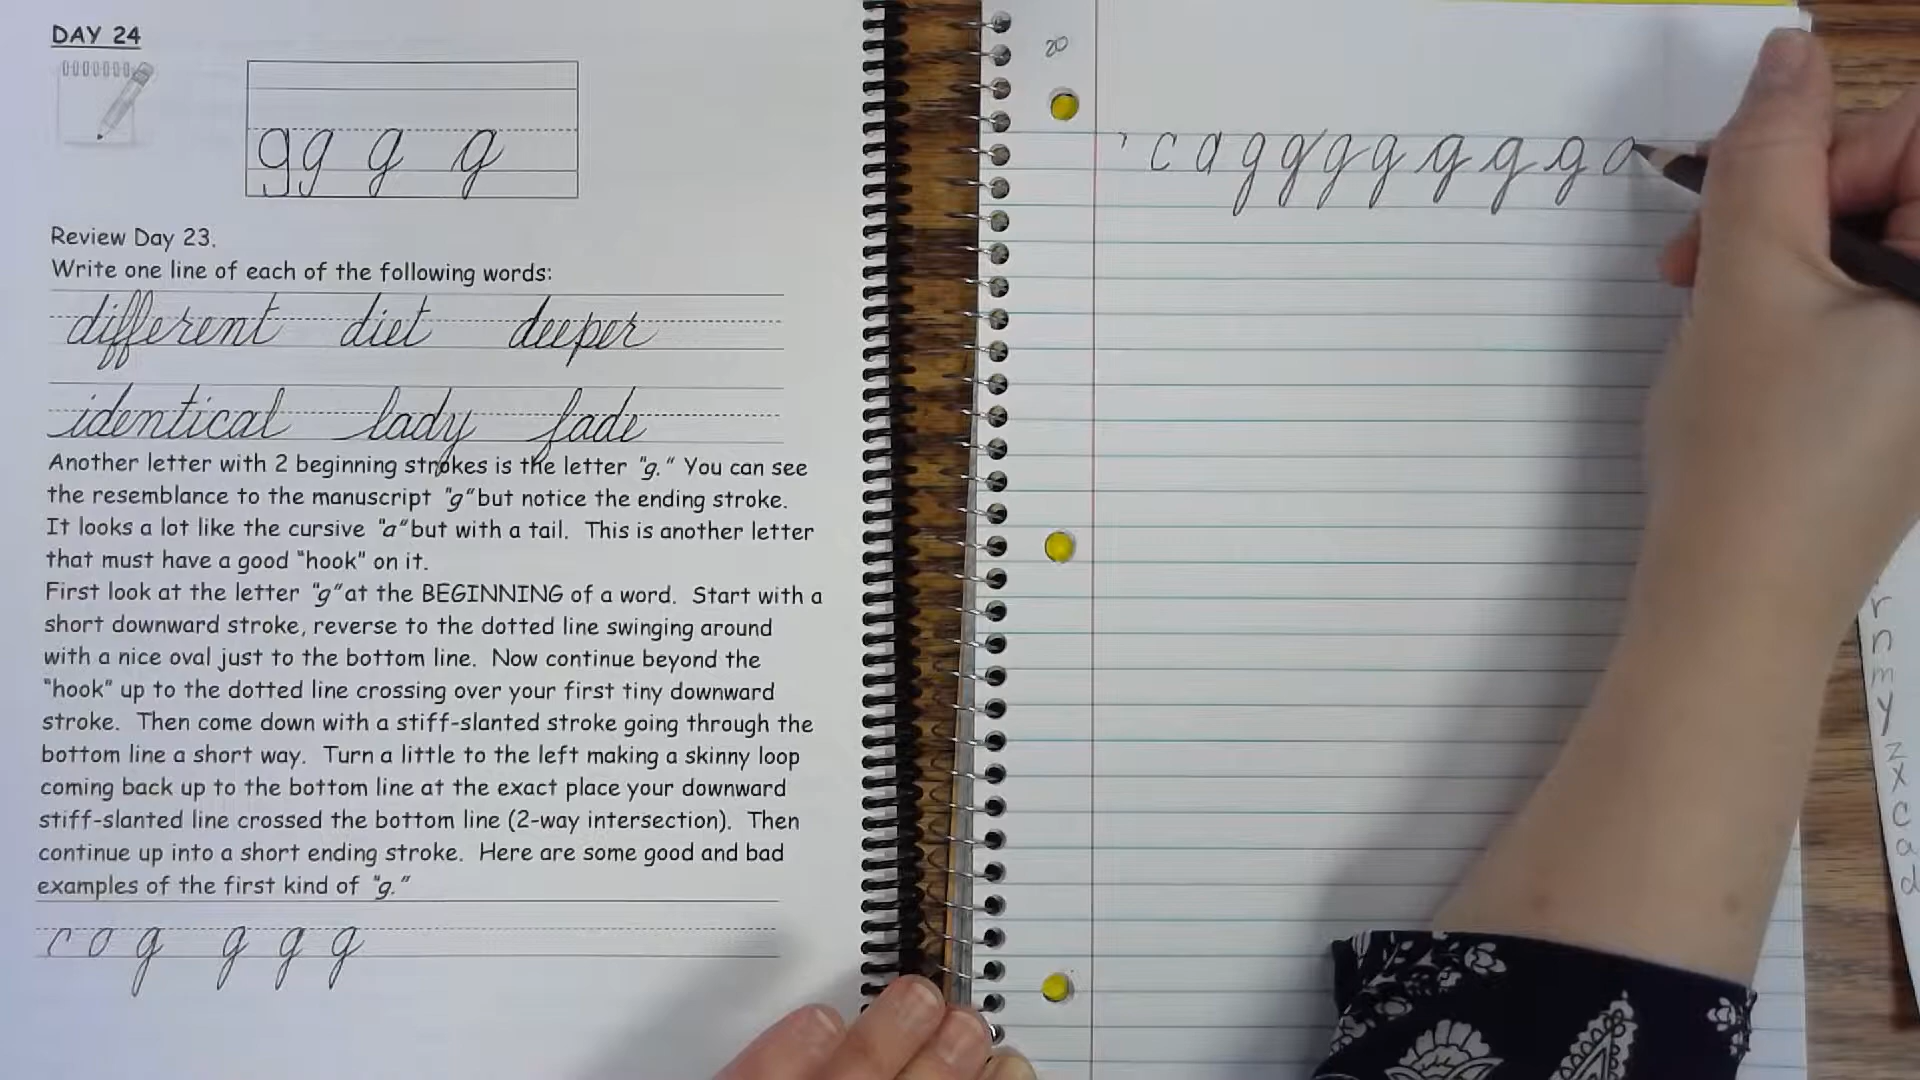 DAY 24
g g g g
Review Day 23.
Write one line of each of the following words:
different diet deeper
identical lady fade
Another letter with 2 beginning strokes is the letter "g." You can see
the resemblance to the manuscript "g" but notice the ending stroke.
It looks a lot like the cursive "a" but with a tail. This is another letter
that must have a good "hook" on it.
First look at the letter "g" at the BEGINNING of a word. Start with a
short downward stroke, reverse to the dotted line swinging around
with a nice oval just to the bottom line. Now continue beyond the
"hook" up to the dotted line crossing over your first tiny downward
stroke. Then come down with a stiff-slanted stroke going through the
bottom line a short way. Turn a little to the left making a skinny loop
coming back up to the bottom line at the exact place your downward
stiff-slanted line crossed the bottom line (2-way intersection). Then
continue up into a short ending stroke. Here are some good and bad
examples of the first kind of "g."
g g g g
20
c a g g g g g g g
r
n
m
y
z
x
c
a
d